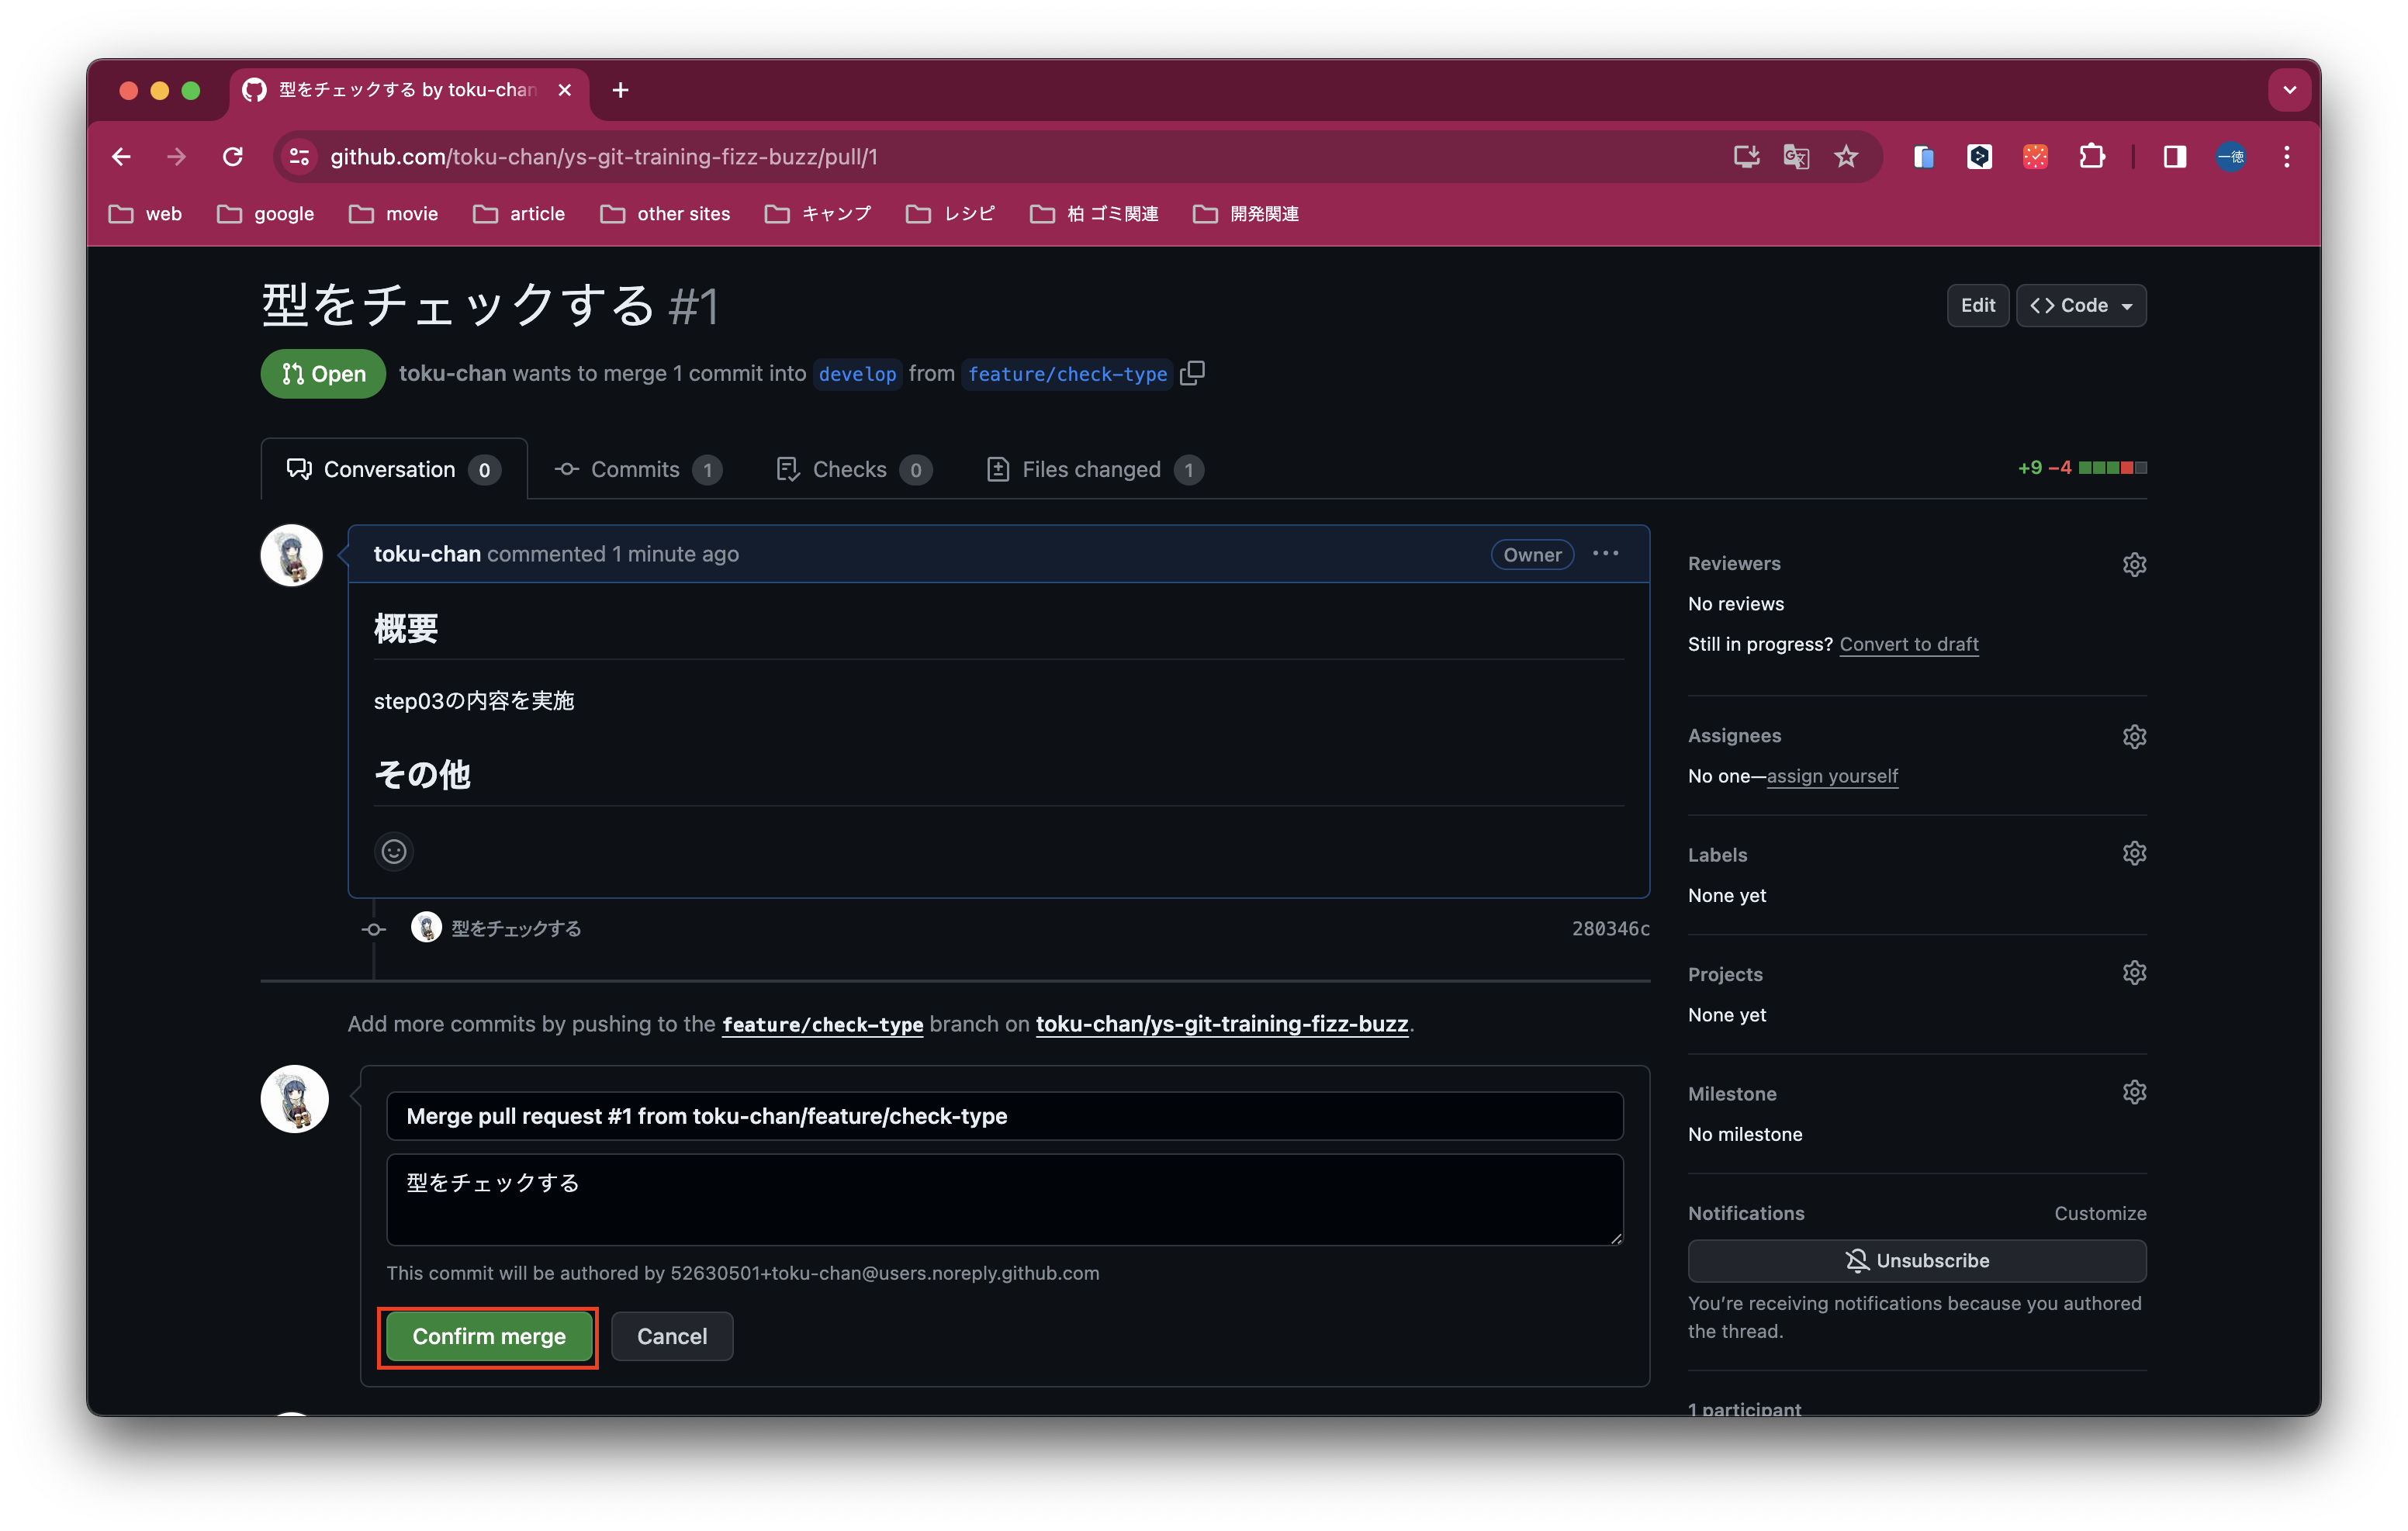 型をチェックする by toku-chan
github.com/toku-chan/ys-git-training-fizz-buzz/pull/1
一徳
web google movie article other sites キャンプ レシピ 柏 ゴミ関連 開発関連
型をチェックする #1
Edit Code
Open toku-chan wants to merge 1 commit into develop from feature/check-type
Conversation 0 Commits 1 Checks 0 Files changed 1 +9 −4
toku-chan commented 1 minute ago Owner
概要
step03の内容を実施
その他
型をチェックする 280346c
Add more commits by pushing to the feature/check-type branch on toku-chan/ys-git-training-fizz-buzz.
Merge pull request #1 from toku-chan/feature/check-type
型をチェックする
This commit will be authored by 52630501+toku-chan@users.noreply.github.com
Confirm merge Cancel
Reviewers
No reviews
Still in progress? Convert to draft
Assignees
No one—assign yourself
Labels
None yet
Projects
None yet
Milestone
No milestone
Notifications Customize
Unsubscribe
You’re receiving notifications because you authored
the thread.
1 participant